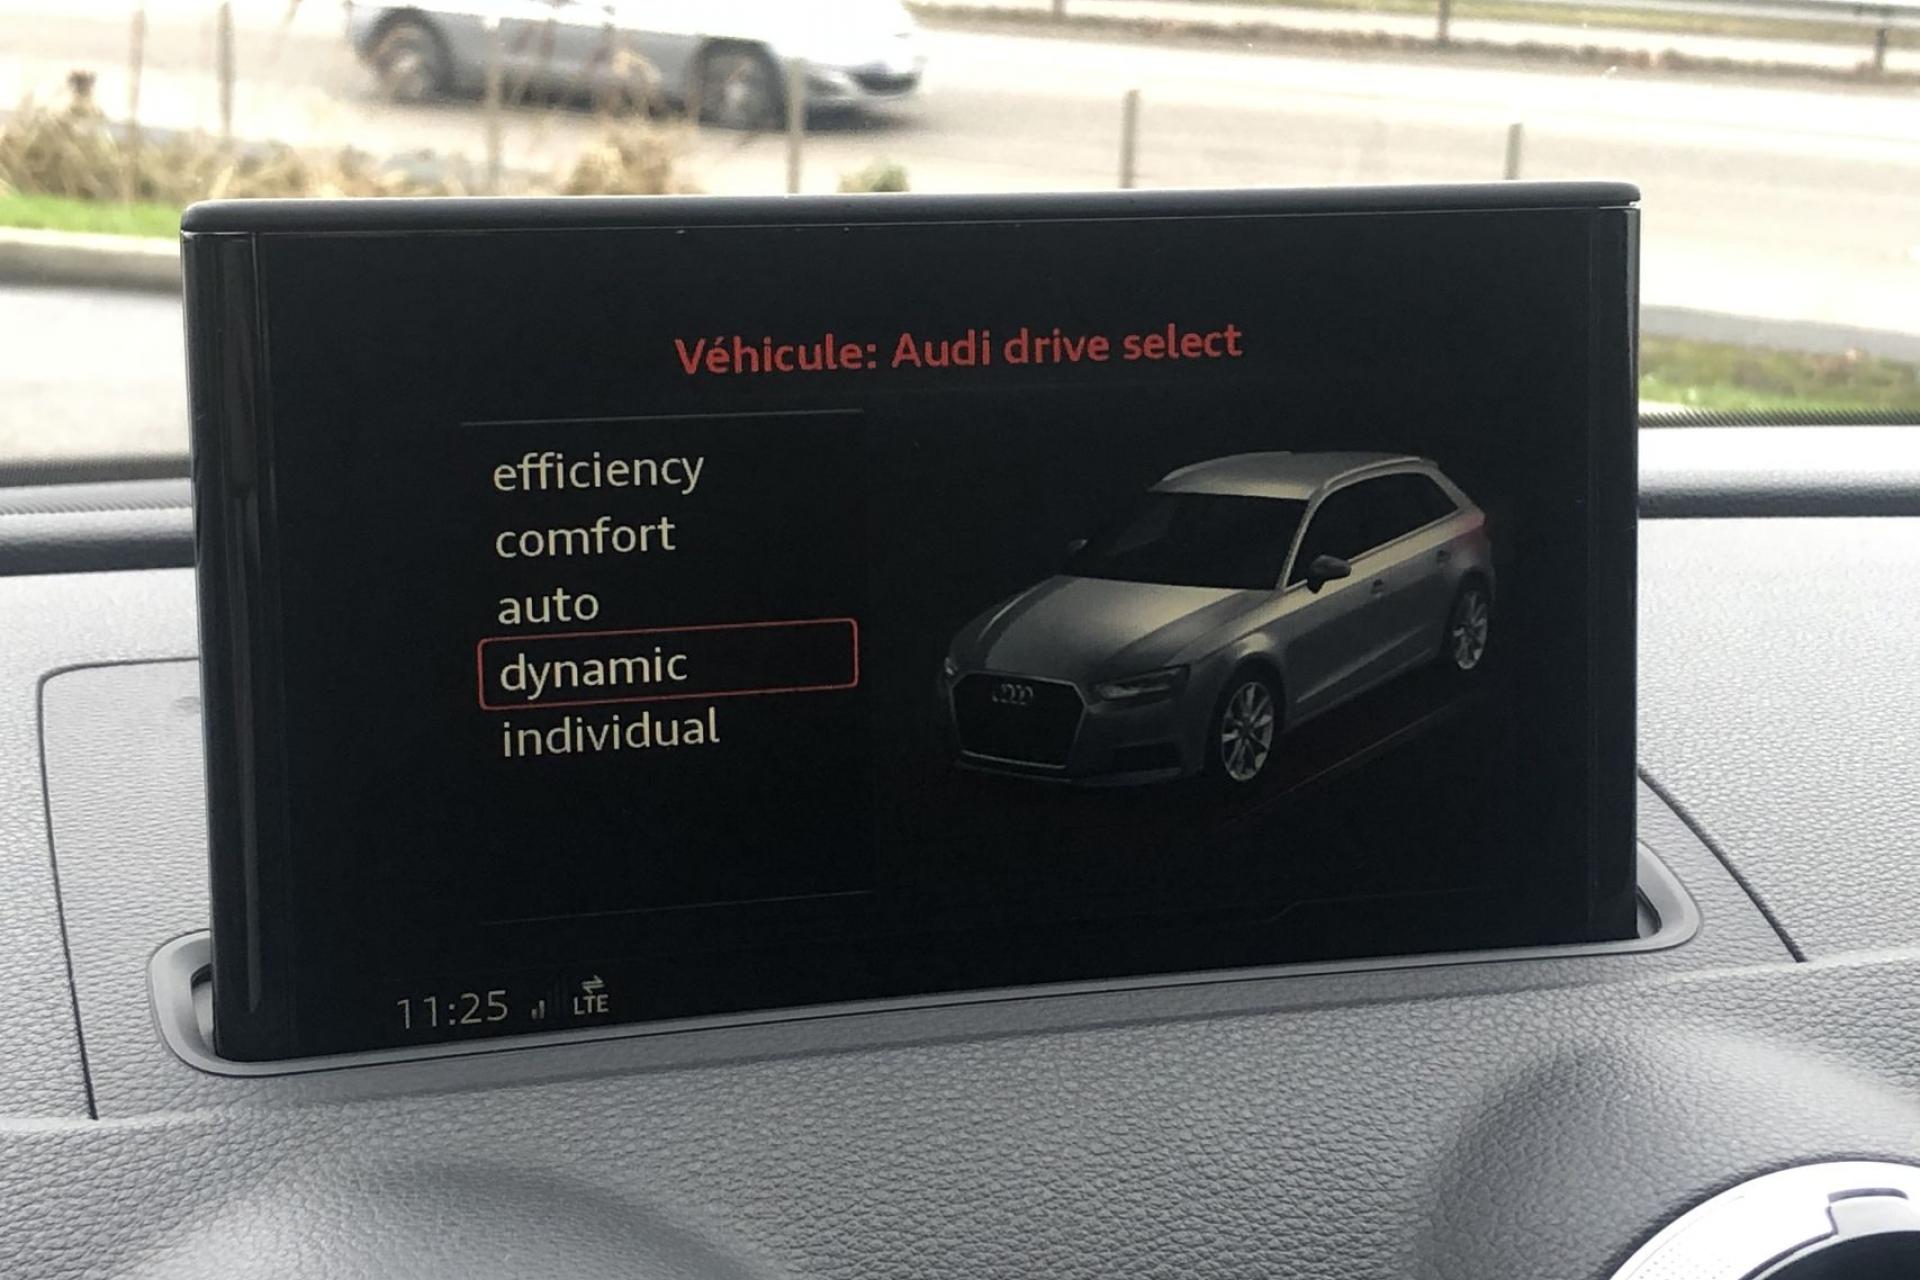 Véhicule: Audi drive select
efficiency
comfort
auto
dynamic
individual
11:25 LTE